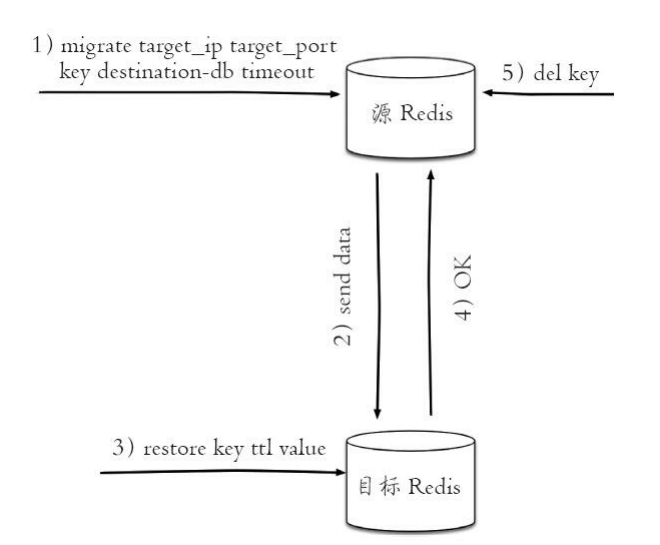 1) migrate target_ip target_port
key destination-db timeout
5) del key
源 Redis
2) send data
4) OK
3) restore key ttl value
目标 Redis